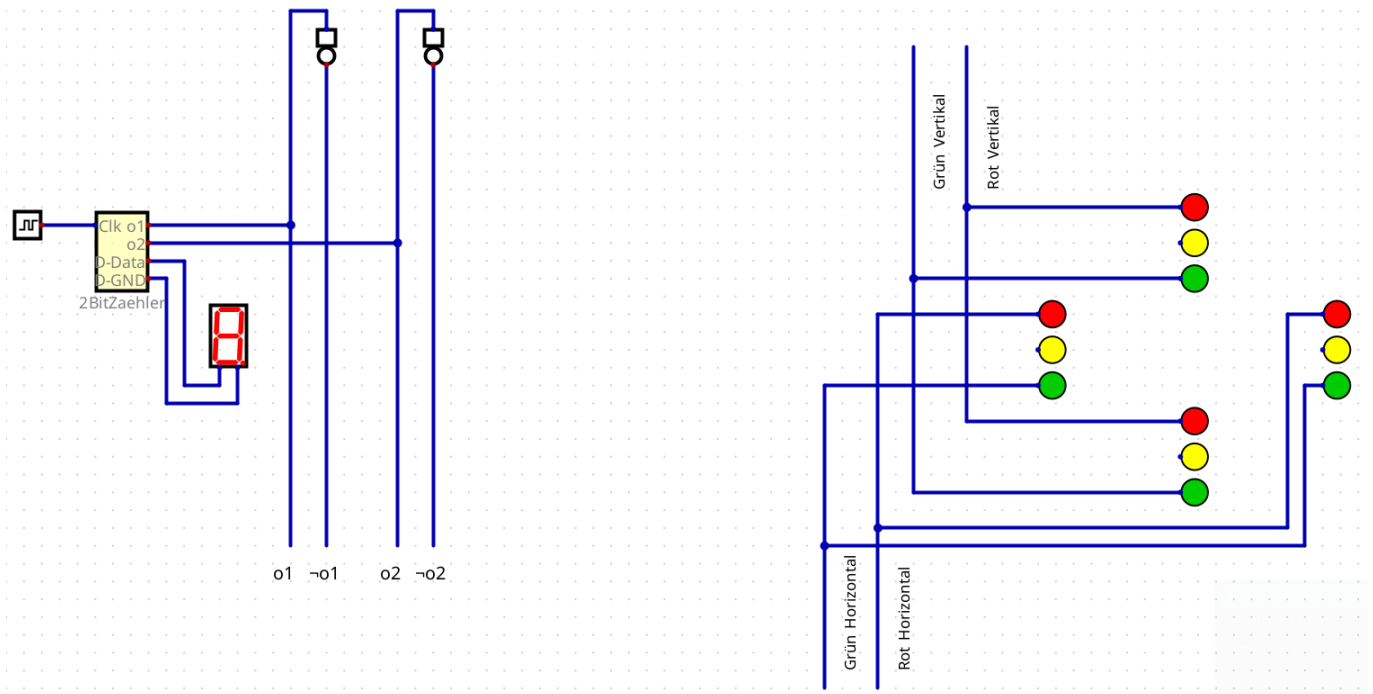 Grün Vertikal
Rot Vertikal
Clk o1
o2
D-Data
D-GND
2BitZaehler
o1 ¬o1 o2 ¬o2
Grün Horizontal
Rot Horizontal